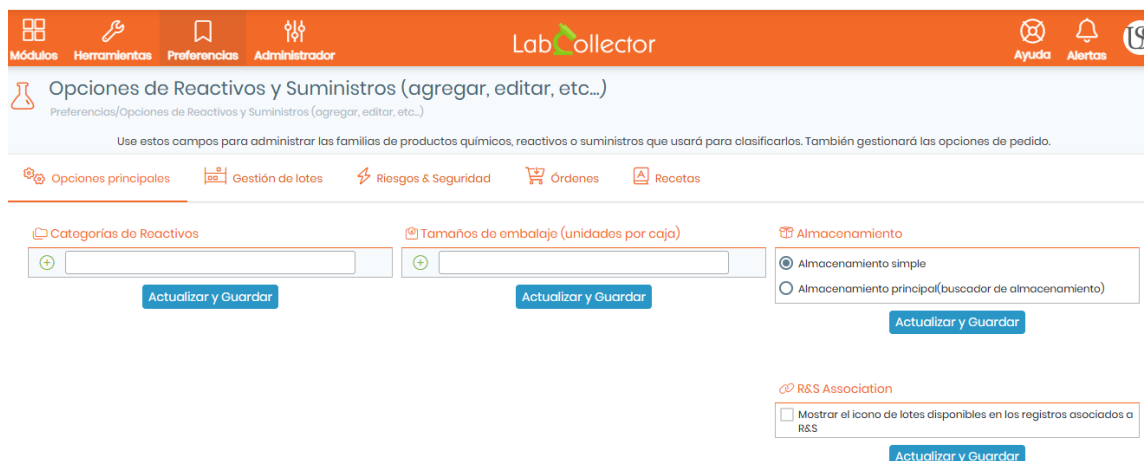 Módulos
Herramientas
Preferencias
Administrador
LabCollector
Ayuda
Alertas
Opciones de Reactivos y Suministros (agregar, editar, etc...)
Preferencias/Opciones de Reactivos y Suministros (agregar, editar, etc...)
Use estos campos para administrar las familias de productos químicos, reactivos o suministros que usará para clasificarlos. También gestionará las opciones de pedido.
Opciones principales
Gestión de lotes
Riesgos & Seguridad
Órdenes
Recetas
Categorías de Reactivos
Actualizar y Guardar
Tamaños de embalaje (unidades por caja)
Actualizar y Guardar
Almacenamiento
Almacenamiento simple
Almacenamiento principal(buscador de almacenamiento)
Actualizar y Guardar
R&S Association
Mostrar el icono de lotes disponibles en los registros asociados a
R&S
Actualizar y Guardar